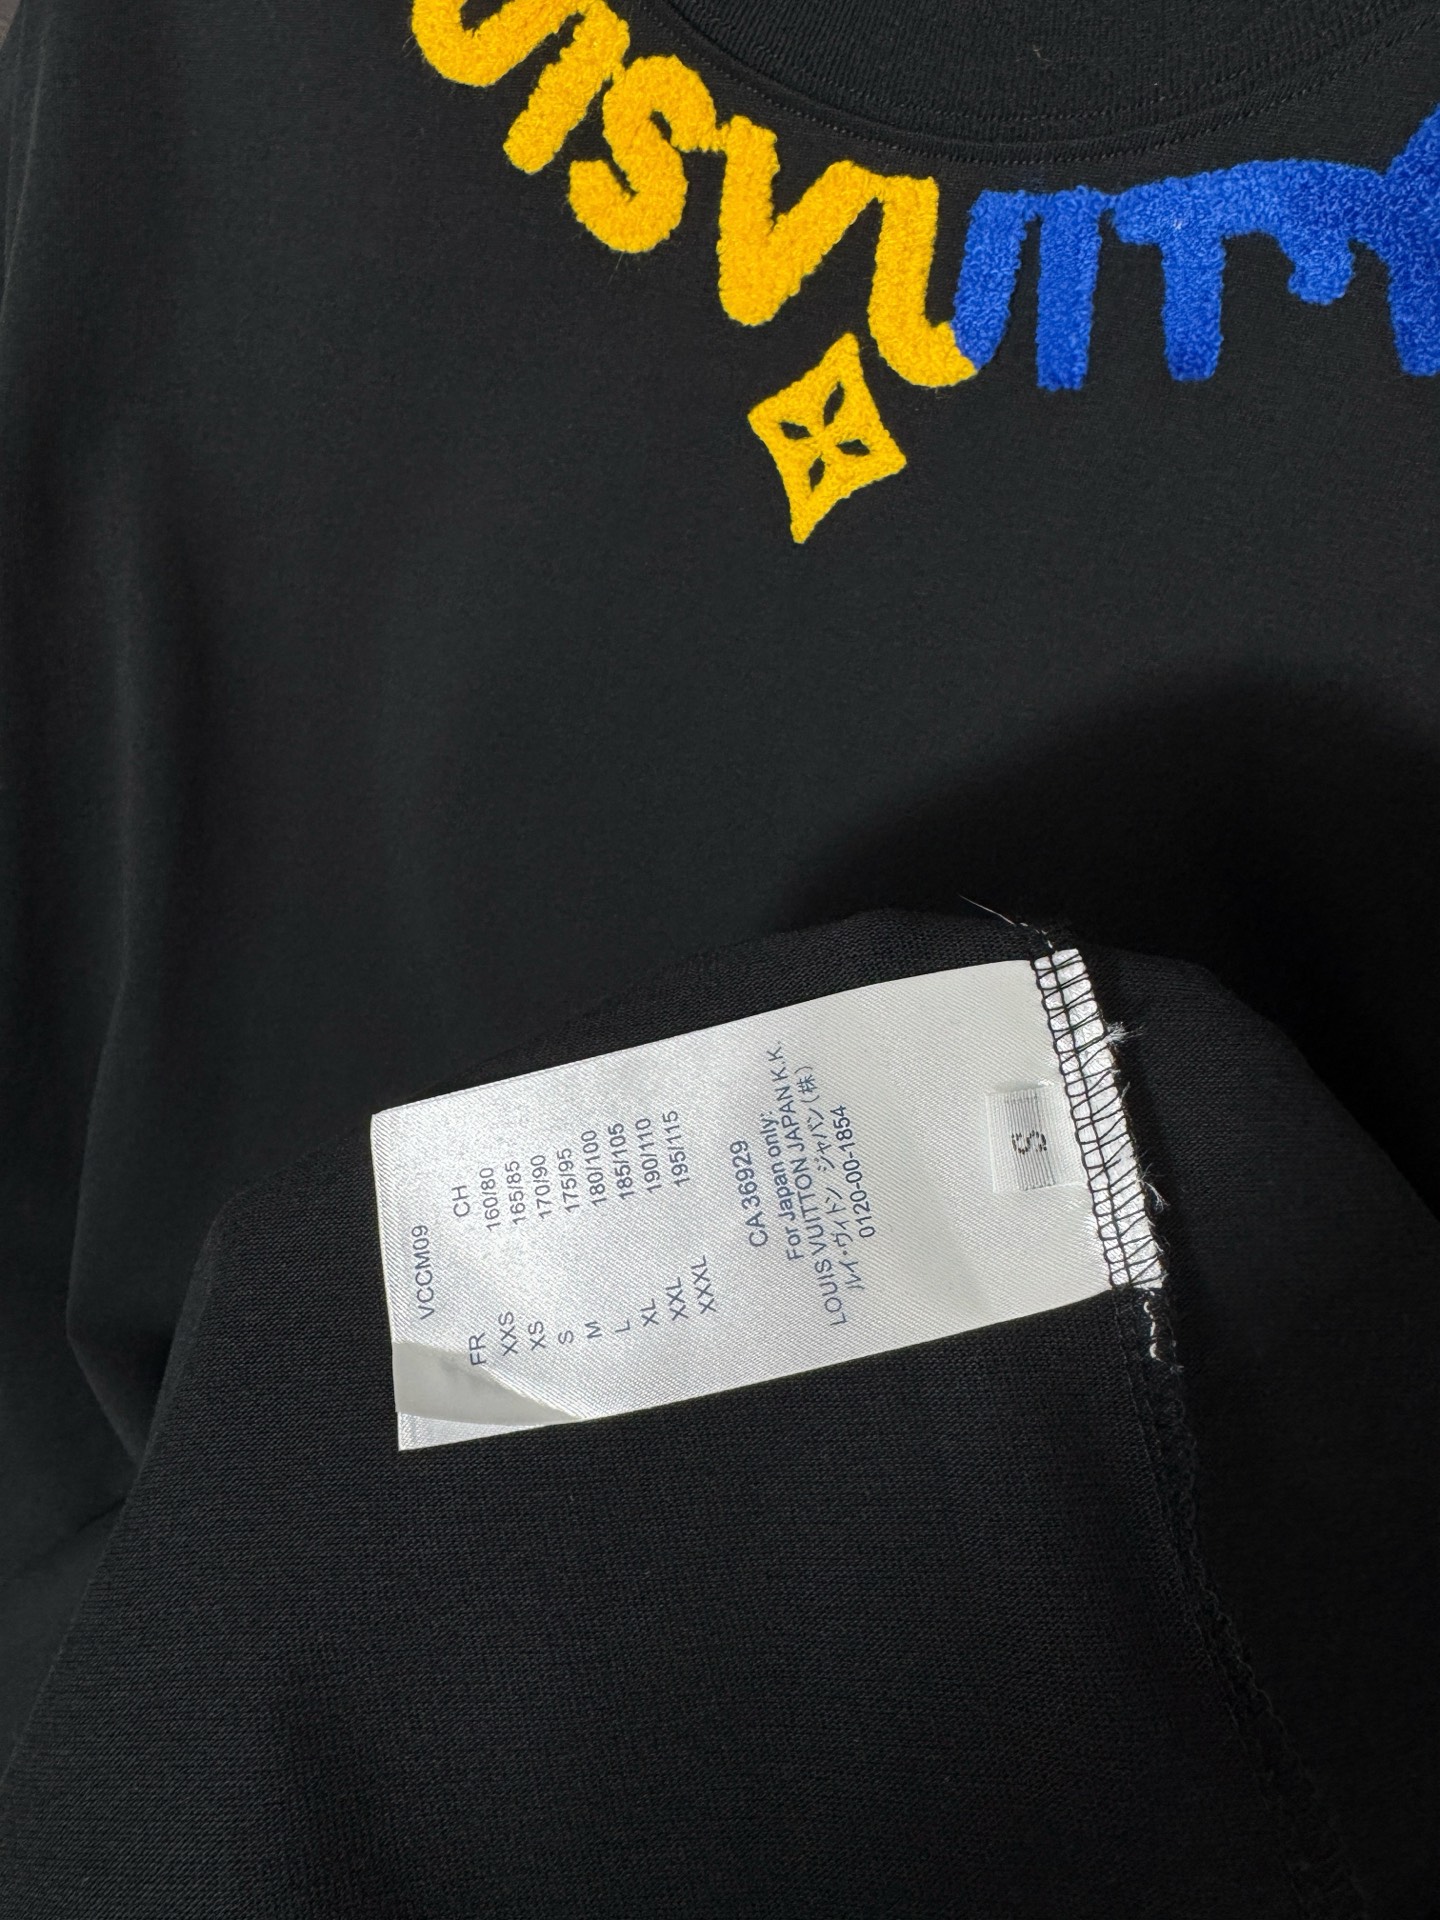 UISVUITT
VCCM09
FR CH
XXS 160/80
XS 165/85
S 170/90
M 175/95
L 180/100
XL 185/105
XXL 190/110
XXXL 195/115
CA36929
For Japan only:
LOUIS VUITTON JAPAN K.K.
ルイ・ヴィトン ジャパン(株)
0120-00-1854
S